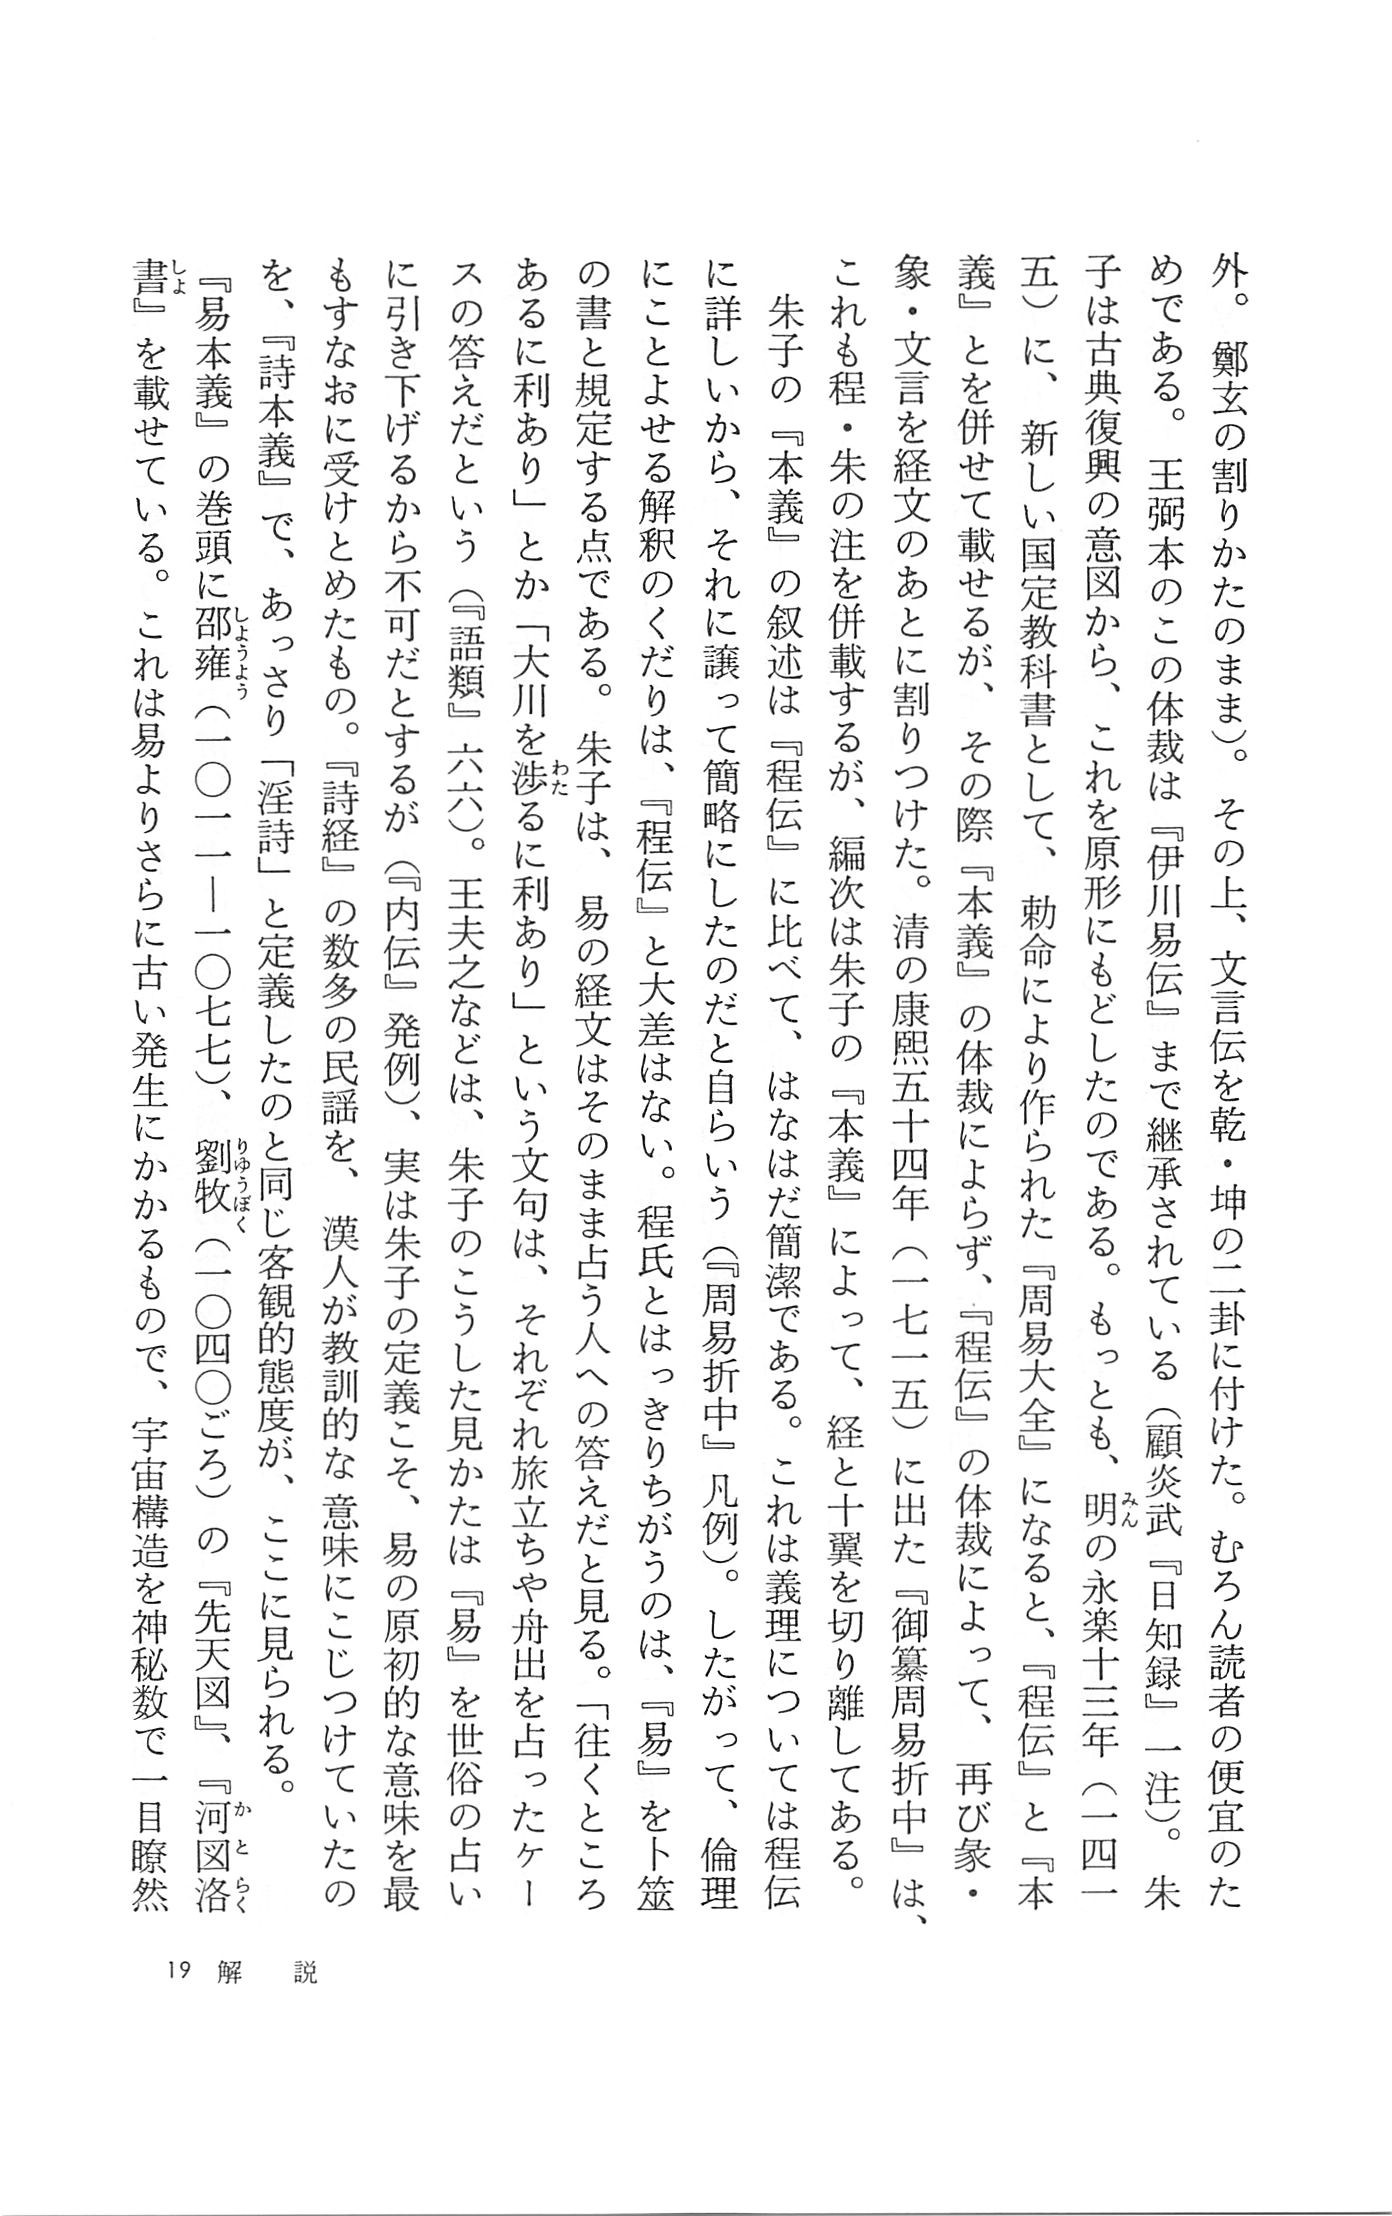 外。鄭玄の割りかたのまま）。その上、文言伝を乾・坤の二卦に付けた。むろん読者の便宜のた
めである。王弼本のこの体裁は『伊川易伝』まで継承されている（顧炎武『日知録』一注）。朱
子は古典復興の意図から、これを原形にもどしたのである。もっとも、明の永楽十三年（一四一
五）に、新しい国定教科書として、勅命により作られた『周易大全』になると、『程伝』と『本
義』とを併せて載せるが、その際『本義』の体裁によらず、『程伝』の体裁によって、再び彖・
象・文言を経文のあとに割りつけた。清の康熙五十四年（一七一五）に出た『御纂周易折中』は、
これも程・朱の注を併載するが、編次は朱子の『本義』によって、経と十翼を切り離してある。
朱子の『本義』の叙述は『程伝』に比べて、はなはだ簡潔である。これは義理については程伝
に詳しいから、それに譲って簡略にしたのだと自らいう（『周易折中』凡例）。したがって、倫理
にことよせる解釈のくだりは、『程伝』と大差はない。程氏とはっきりちがうのは、『易』を卜筮
の書と規定する点である。朱子は、易の経文はそのまま占う人への答えだと見る。「往くところ
あるに利あり」とか「大川を渉るに利あり」という文句は、それぞれ旅立ちや舟出を占ったケー
スの答えだという（『語類』六六）。王夫之などは、朱子のこうした見かたは『易』を世俗の占い
に引き下げるから不可だとするが（『内伝』発例）、実は朱子の定義こそ、易の原初的な意味を最
もすなおに受けとめたもの。『詩経』の数多の民謡を、漢人が教訓的な意味にこじつけていたの
を、『詩本義』で、あっさり「淫詩」と定義したのと同じ客観的態度が、ここに見られる。
『易本義』の巻頭に邵雍（一〇一一―一〇七七）、劉牧（一〇四〇ごろ）の『先天図』、『河図洛
書』を載せている。これは易よりさらに古い発生にかかるもので、宇宙構造を神秘数で一目瞭然
みん
わた
しようよう
りゆうぼく
かとらく
しよ
19 解 説